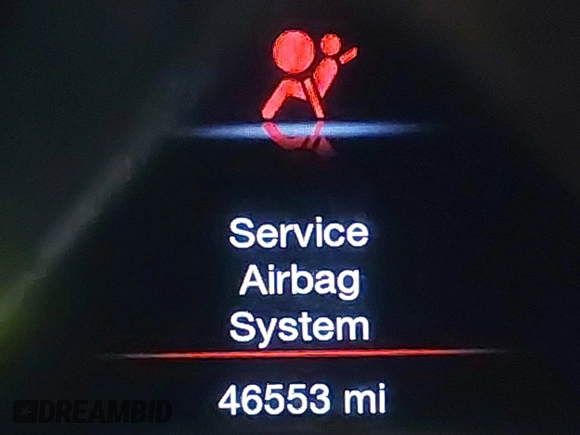 Service
Airbag
System
46553 mi
DREAMBID